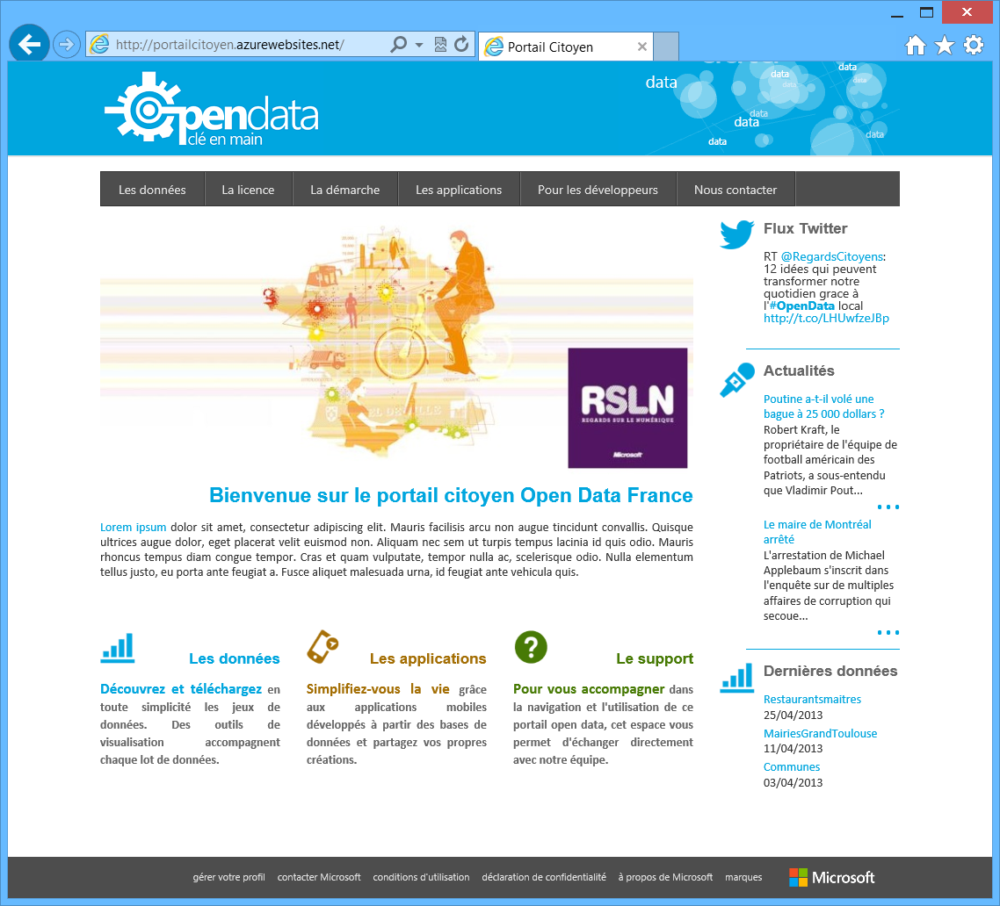 http://portailcitoyen.azurewebsites.net/
Portail Citoyen
data
data
data
data
data
data
data
data
data
data
Opendata
clé en main
Les données
La licence
La démarche
Les applications
Pour les développeurs
Nous contacter
RSLN
REGARDS SUR LE NUMÉRIQUE
Microsoft
Bienvenue sur le portail citoyen Open Data France
Lorem ipsum dolor sit amet, consectetur adipiscing elit. Mauris facilisis arcu non augue tincidunt convallis. Quisque
ultrices augue dolor, eget placerat velit euismod non. Aliquam nec sem ut turpis tempus lacinia id quis odio. Mauris
rhoncus tempus diam congue tempor. Cras et quam vulputate, tempor nulla ac, scelerisque odio. Nulla elementum
tellus justo, eu porta ante feugiat a. Fusce aliquet malesuada urna, id feugiat ante vehicula quis.
Les données
Découvrez et téléchargez en
toute simplicité les jeux de
données. Des outils de
visualisation accompagnent
chaque lot de données.
Les applications
Simplifiez-vous la vie grâce
aux applications mobiles
développés à partir des bases de
données et partagez vos propres
créations.
Le support
Pour vous accompagner dans
la navigation et l'utilisation de ce
portail open data, cet espace vous
permet d'échanger directement
avec notre équipe.
Flux Twitter
RT @RegardsCitoyens:
12 idées qui peuvent
transformer notre
quotidien grace à
l'#OpenData local
http://t.co/LHUwfzeJBp
Actualités
Poutine a-t-il volé une
bague à 25 000 dollars ?
Robert Kraft, le
propriétaire de l'équipe de
football américain des
Patriots, a sous-entendu
que Vladimir Pout...
Le maire de Montréal
arrêté
L'arrestation de Michael
Applebaum s'inscrit dans
l'enquête sur de multiples
affaires de corruption qui
secoue...
Dernières données
Restaurantsmaitres
25/04/2013
MairiesGrandToulouse
11/04/2013
Communes
03/04/2013
gérer votre profil
contacter Microsoft
conditions d'utilisation
déclaration de confidentialité
à propos de Microsoft
marques
Microsoft